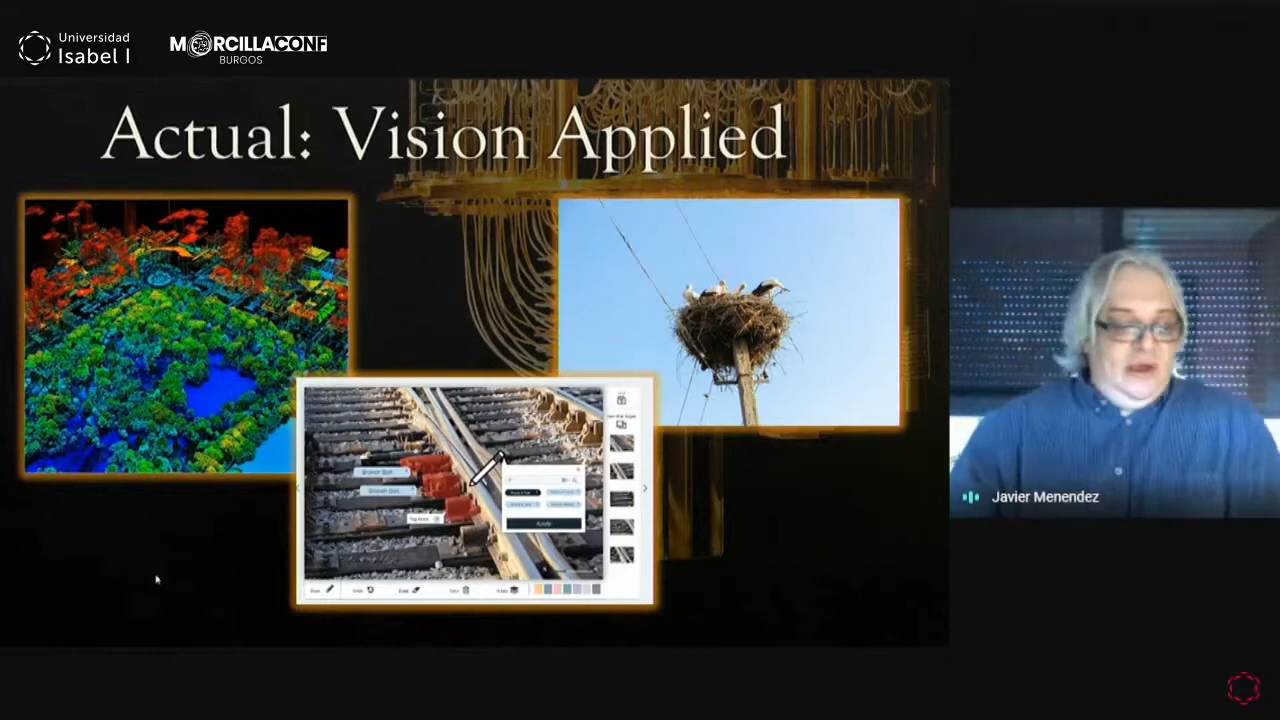 Universidad
Isabel I
MORCILLACONF
BURGOS
Actual: Vision Applied
Javier Menendez